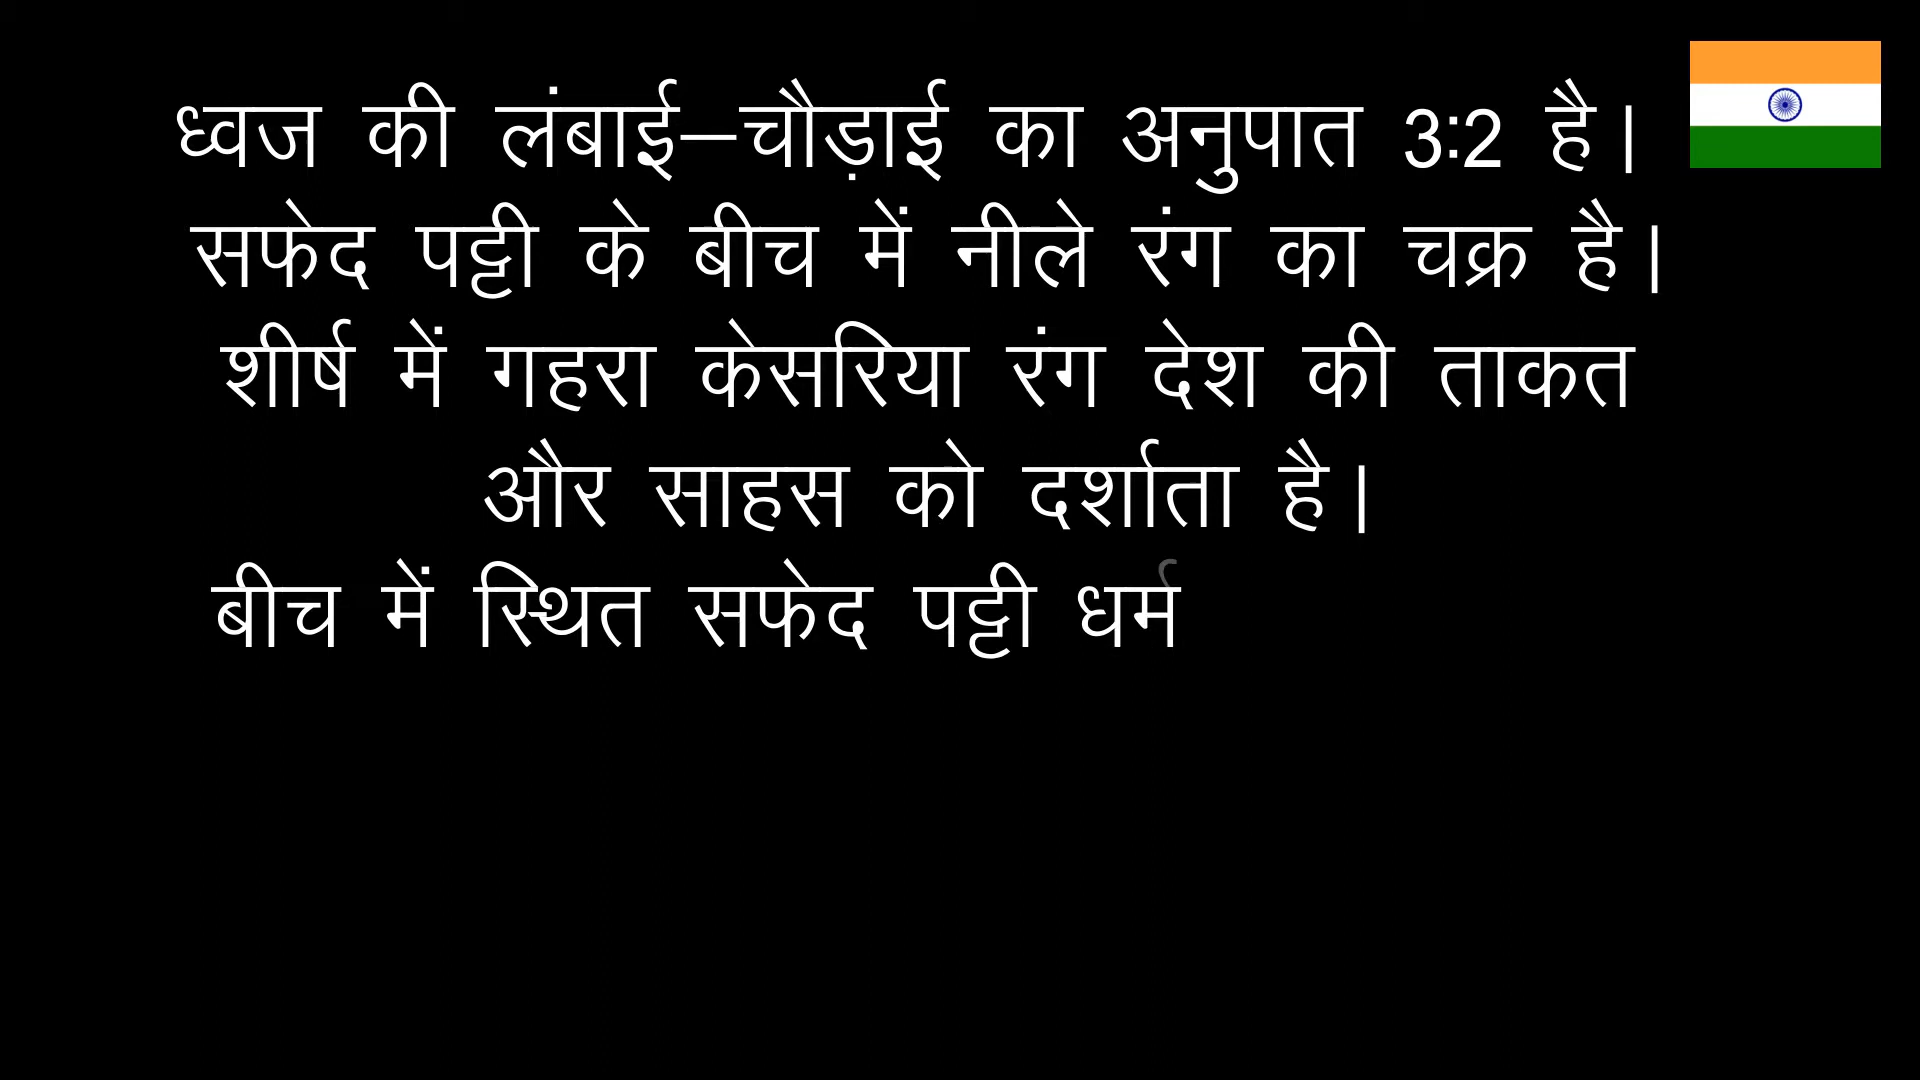 ध्वज की लंबाई–चौड़ाई का अनुपात 3:2 है।
सफेद पट्टी के बीच में नीले रंग का चक्र है।
शीर्ष में गहरा केसरिया रंग देश की ताकत
और साहस को दर्शाता है।
बीच में स्थित सफेद पट्टी धर्म